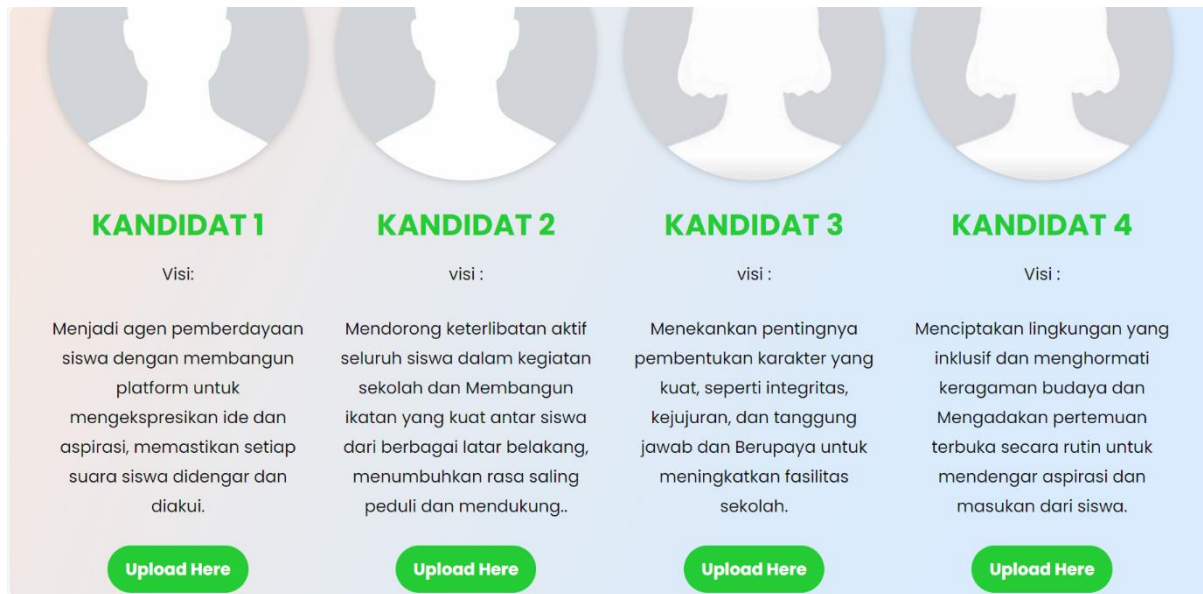 KANDIDAT 1
Visi:
Menjadi agen pemberdayaan
siswa dengan membangun
platform untuk
mengekspresikan ide dan
aspirasi, memastikan setiap
suara siswa didengar dan
diakui.
Upload Here
KANDIDAT 2
visi :
Mendorong keterlibatan aktif
seluruh siswa dalam kegiatan
sekolah dan Membangun
ikatan yang kuat antar siswa
dari berbagai latar belakang,
menumbuhkan rasa saling
peduli dan mendukung..
Upload Here
KANDIDAT 3
visi :
Menekankan pentingnya
pembentukan karakter yang
kuat, seperti integritas,
kejujuran, dan tanggung
jawab dan Berupaya untuk
meningkatkan fasilitas
sekolah.
Upload Here
KANDIDAT 4
Visi :
Menciptakan lingkungan yang
inklusif dan menghormati
keragaman budaya dan
Mengadakan pertemuan
terbuka secara rutin untuk
mendengar aspirasi dan
masukan dari siswa.
Upload Here